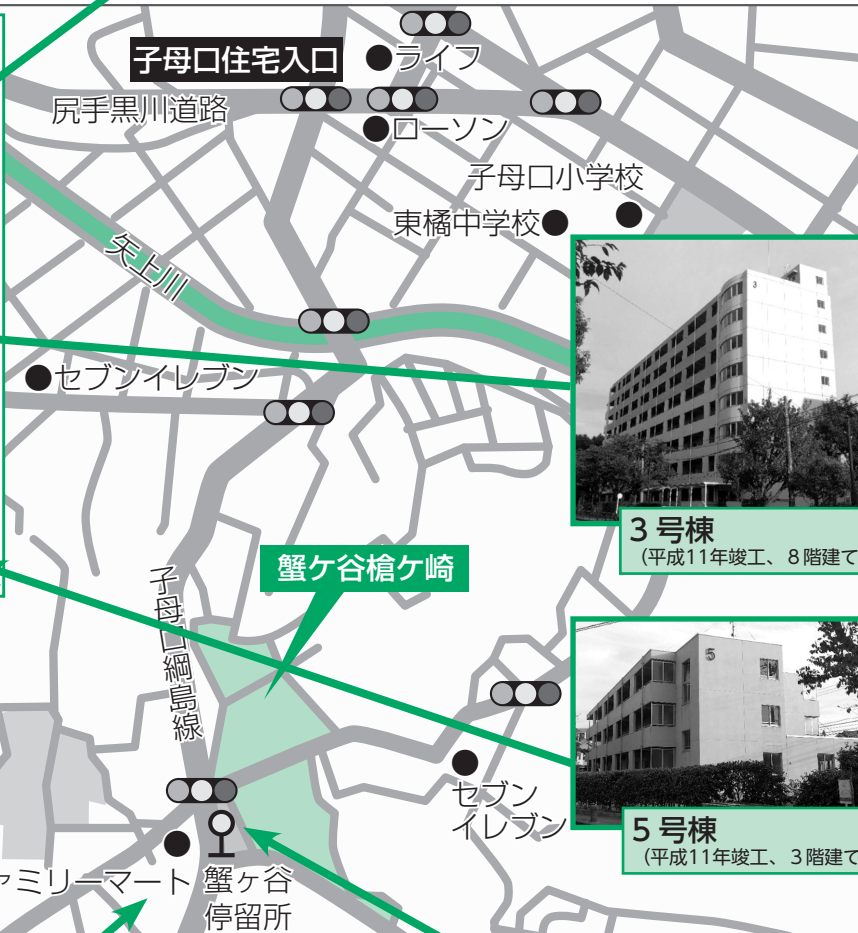 子母口住宅入口
ライフ
尻手黒川道路
ローソン
子母口小学校
東橘中学校
矢上川
セブンイレブン
3
3号棟
（平成11年竣工、8階建て
蟹ケ谷槍ケ崎
子母口綱島線
5
セブン
イレブン
5号棟
（平成11年竣工、3階建て
ァミリーマート
蟹ヶ谷
停留所